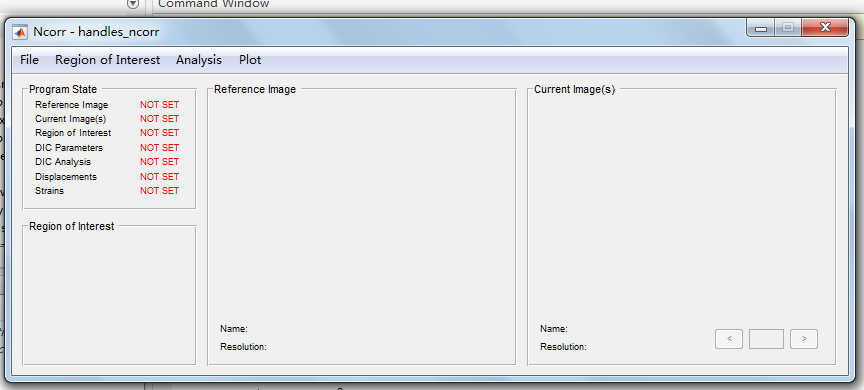 Command Window
Ncorr - handles_ncorr
File Region of Interest Analysis Plot
Program State
Reference Image NOT SET
Current Image(s) NOT SET
Region of Interest NOT SET
DIC Parameters NOT SET
DIC Analysis NOT SET
Displacements NOT SET
Strains NOT SET
Region of Interest
Reference Image
Name:
Resolution:
Current Image(s)
Name:
Resolution:
< >